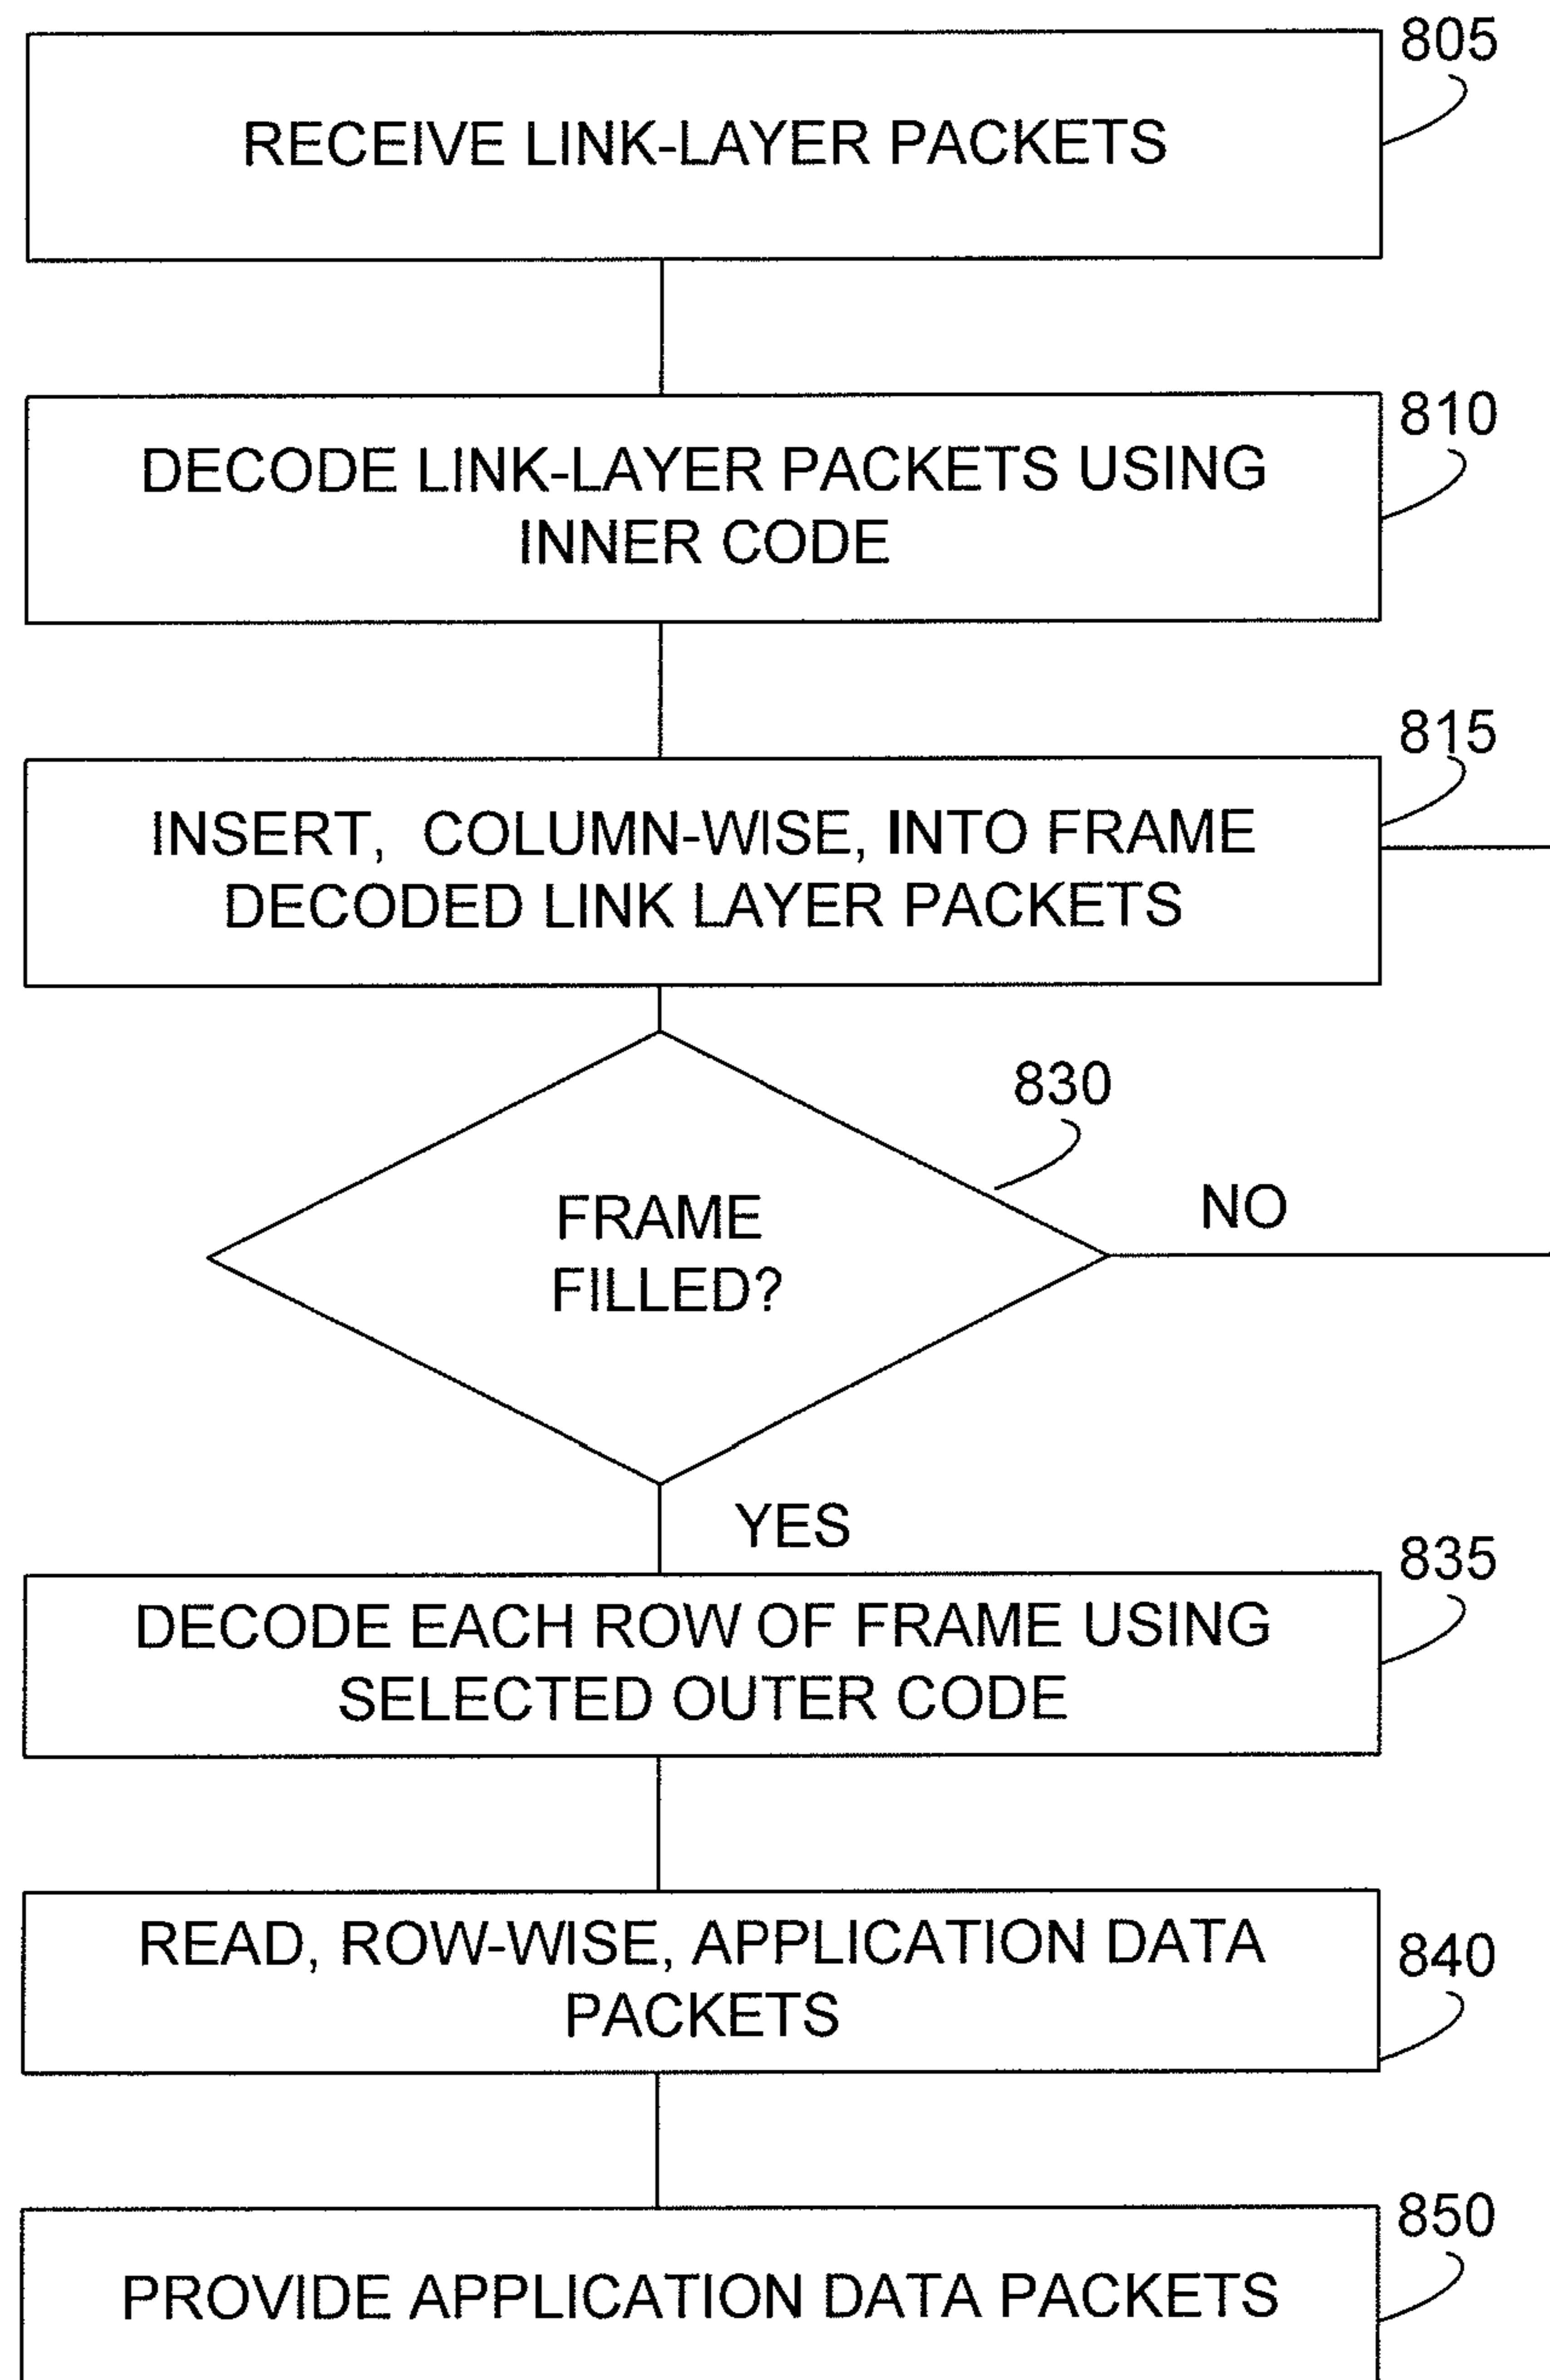 805
RECEIVE LINK-LAYER PACKETS
810
DECODE LINK-LAYER PACKETS USING
INNER CODE
815
INSERT, COLUMN-WISE, INTO FRAME
DECODED LINK LAYER PACKETS
830
FRAME
FILLED?
NO
YES
835
DECODE EACH ROW OF FRAME USING
SELECTED OUTER CODE
840
READ, ROW-WISE, APPLICATION DATA
PACKETS
850
PROVIDE APPLICATION DATA PACKETS